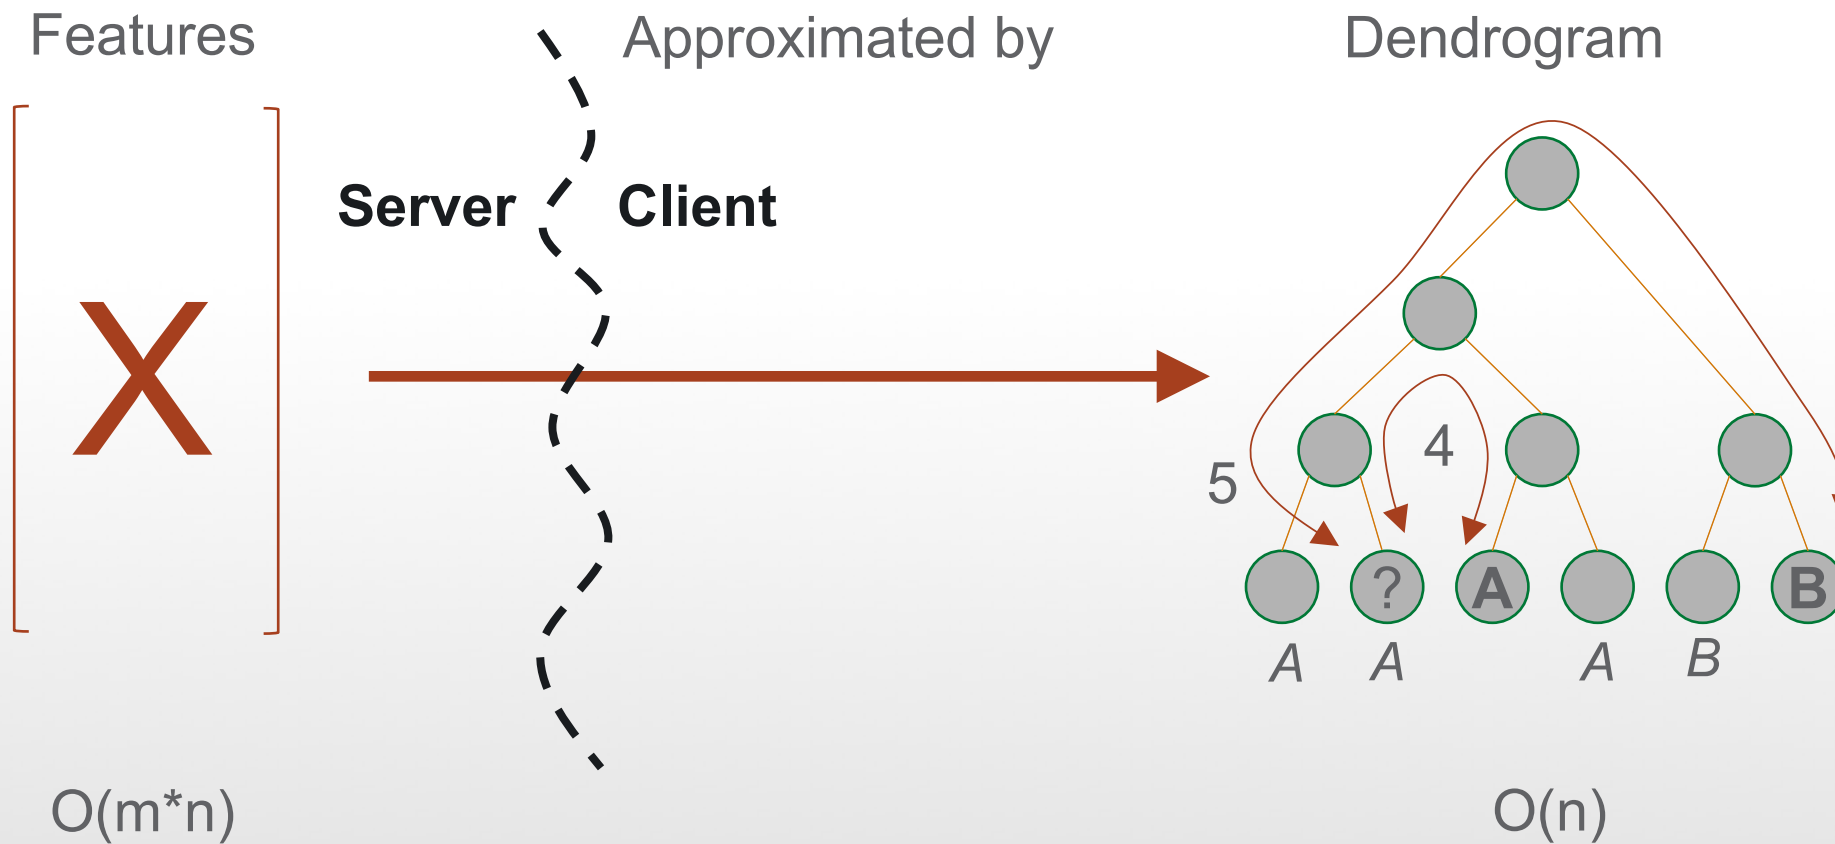 Features
Approximated by
Dendrogram
Server
Client
X
5
4
?
A
B
A
A
A
B
O(m*n)
O(n)